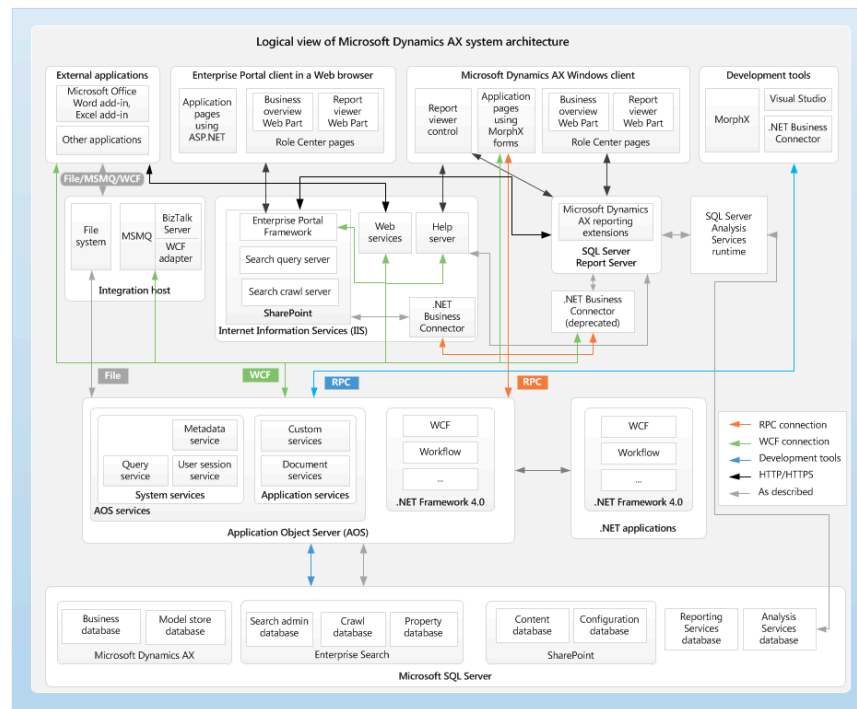 Logical view of Microsoft Dynamics AX system architecture
External applications
Microsoft Office
Word add-in,
Excel add-in
Other applications
Enterprise Portal client in a Web browser
Application
pages
using
ASP.NET
Business
overview
Web Part
Report
viewer
Web Part
Role Center pages
Microsoft Dynamics AX Windows client
Report
viewer
control
Application
pages
using
MorphX
forms
Business
overview
Web Part
Report
viewer
Web Part
Role Center pages
Development tools
MorphX
Visual Studio
.NET Business
Connector
File/MSMQ/WCF
File
system
MSMQ
BizTalk
Server
WCF
adapter
Integration host
Enterprise Portal
Framework
Search query server
Search crawl server
SharePoint
Web
services
Help
server
.NET
Business
Connector
Internet Information Services (IIS)
Microsoft Dynamics
AX reporting
extensions
SQL Server
Report Server
.NET Business
Connector
(deprecated)
SQL Server
Analysis
Services
runtime
File
WCF
RPC
RPC
Metadata
service
Query
service
User session
service
System services
AOS services
Custom
services
Document
services
Application services
WCF
Workflow
...
.NET Framework 4.0
Application Object Server (AOS)
WCF
Workflow
...
.NET Framework 4.0
.NET applications
RPC connection
WCF connection
Development tools
HTTP/HTTPS
As described
Business
database
Model store
database
Microsoft Dynamics AX
Search admin
database
Crawl
database
Property
database
Enterprise Search
Content
database
Configuration
database
SharePoint
Reporting
Services
database
Analysis
Services
database
Microsoft SQL Server